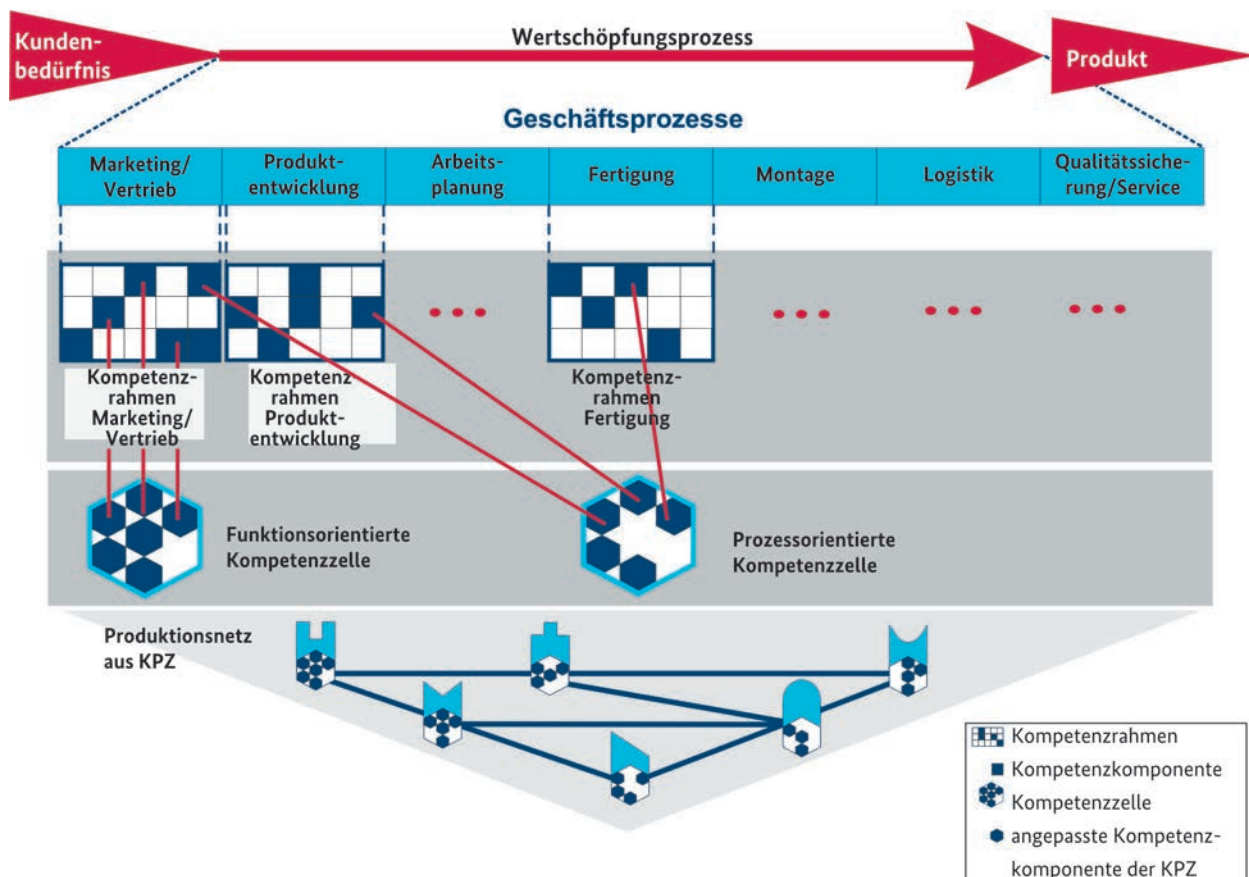 Kunden-
bedürfnis
Wertschöpfungsprozess
Produkt
Geschäftsprozesse
Marketing/
Vertrieb
Produkt-
entwicklung
Arbeits-
planung
Fertigung
Montage
Logistik
Qualitätssiche-
rung/Service
Kompetenz-
rahmen
Marketing/
Vertrieb
Kompetenz-
rahmen
Produkt-
entwicklung
Kompetenz-
rahmen
Fertigung
Funktionsorientierte
Kompetenzzelle
Prozessorientierte
Kompetenzzelle
Produktionsnetz
aus KPZ
Kompetenzrahmen
Kompetenzkomponente
Kompetenzzelle
angepasste Kompetenz-
komponente der KPZ